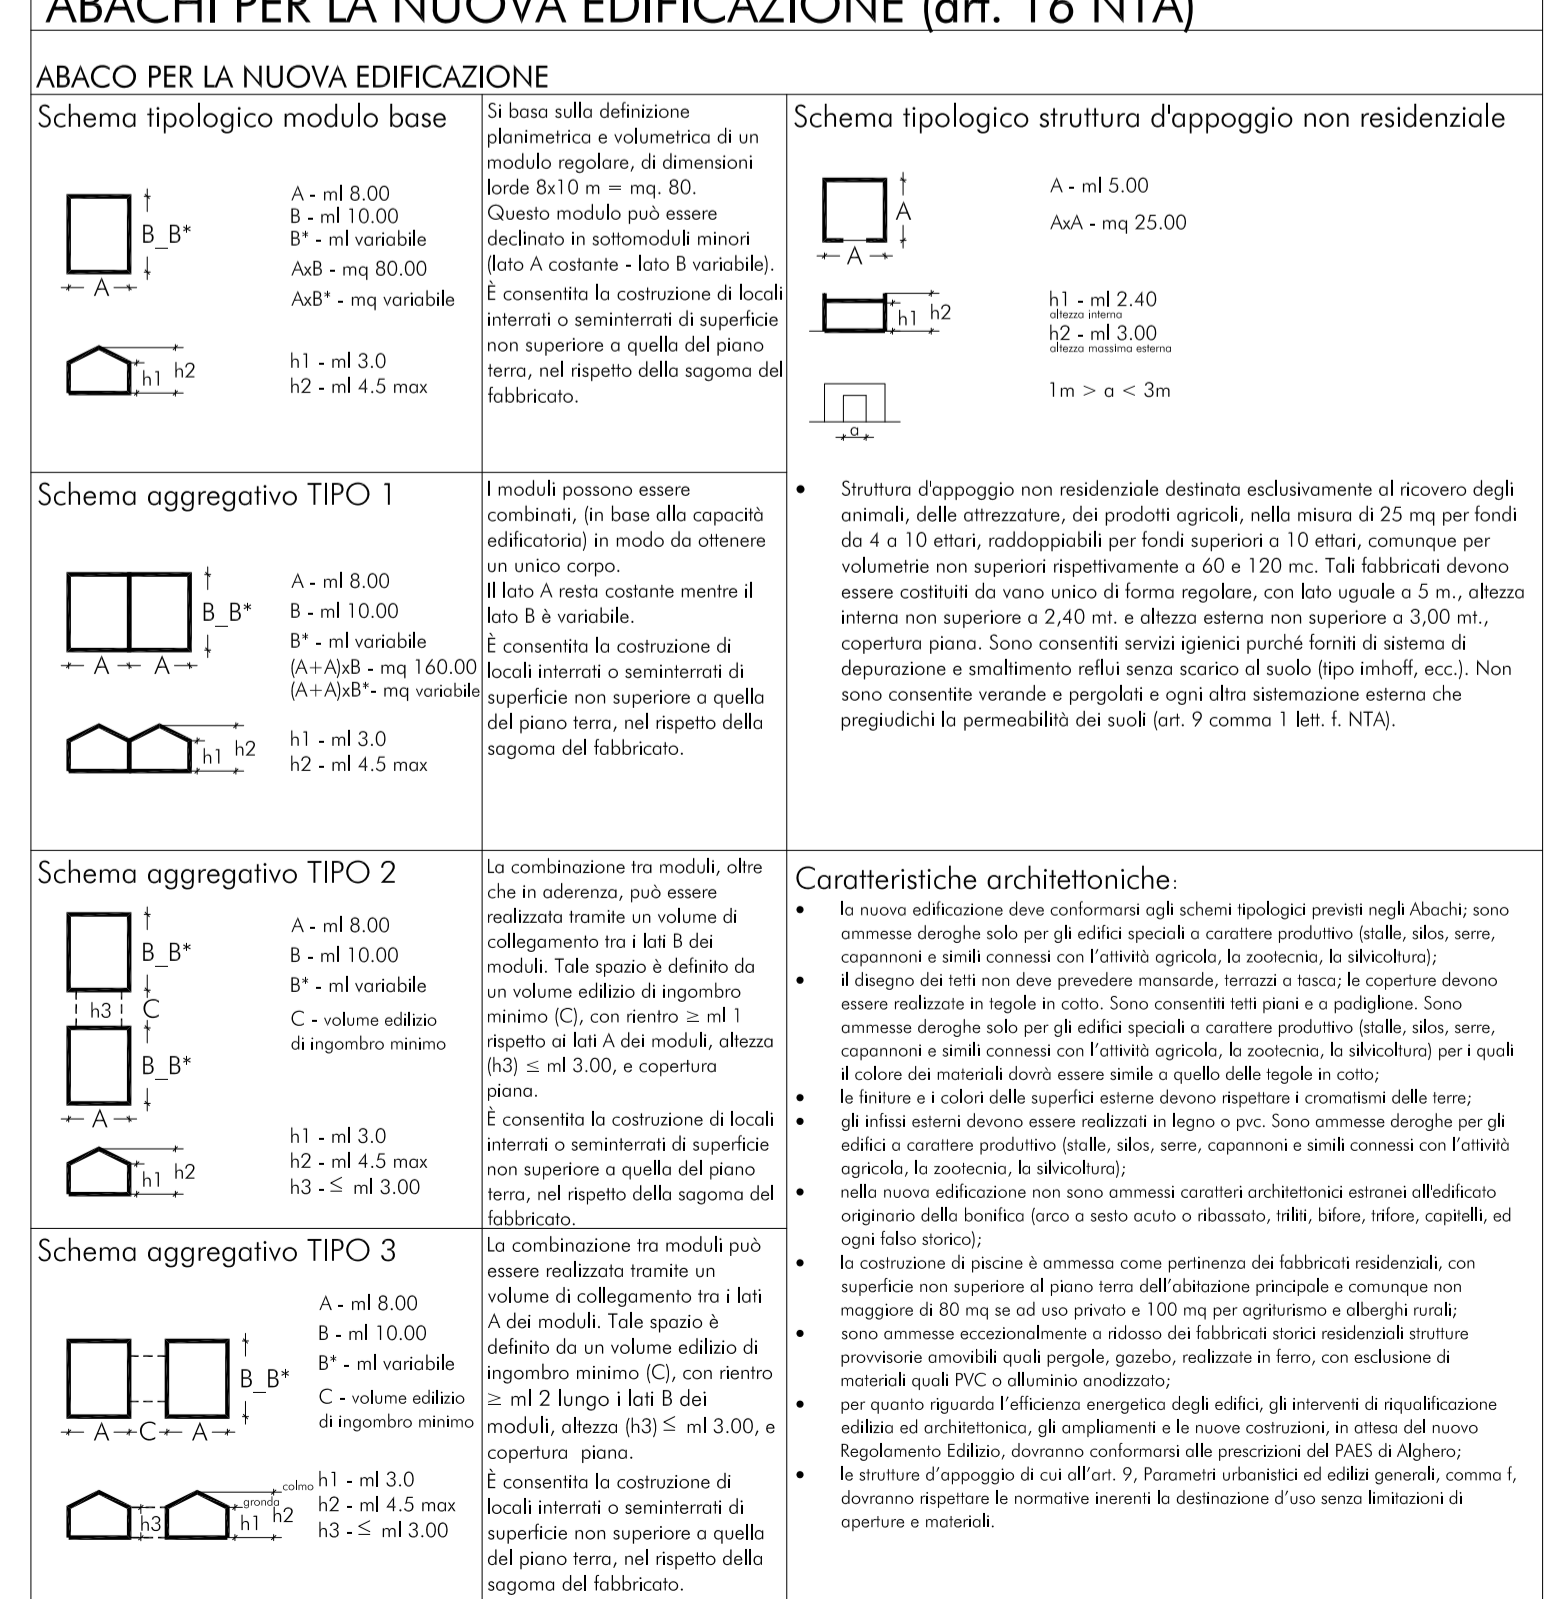 ABACHI PER LA NUOVA EDIFICAZIONE (art. 16 NTA)
ABACO PER LA NUOVA EDIFICAZIONE
Schema tipologico modulo base
B_B*
A
h1
h2
A - ml 8.00
B - ml 10.00
B* - ml variabile
AxB - mq 80.00
AxB* - mq variabile
h1 - ml 3.0
h2 - ml 4.5 max
Si basa sulla definizione
planimetrica e volumetrica di un
modulo regolare, di dimensioni
lorde 8x10 m = mq. 80.
Questo modulo può essere
declinato in sottomoduli minori
(lato A costante - lato B variabile).
È consentita la costruzione di locali
interrati o seminterrati di superficie
non superiore a quella del piano
terra, nel rispetto della sagoma del
fabbricato.
Schema tipologico struttura d'appoggio non residenziale
A
A
h1
h2
a
A - ml 5.00
AxA - mq 25.00
h1 - ml 2.40
altezza interna
h2 - ml 3.00
altezza massima esterna
1m > a < 3m
Schema aggregativo TIPO 1
B_B*
A
A
h1
h2
A - ml 8.00
B - ml 10.00
B* - ml variabile
(A+A)xB - mq 160.00
(A+A)xB*- mq variabile
h1 - ml 3.0
h2 - ml 4.5 max
I moduli possono essere
combinati, (in base alla capacità
edificatoria) in modo da ottenere
un unico corpo.
Il lato A resta costante mentre il
lato B è variabile.
È consentita la costruzione di
locali interrati o seminterrati di
superficie non superiore a quella
del piano terra, nel rispetto della
sagoma del fabbricato.
• Struttura d'appoggio non residenziale destinata esclusivamente al ricovero degli
animali, delle attrezzature, dei prodotti agricoli, nella misura di 25 mq per fondi
da 4 a 10 ettari, raddoppiabili per fondi superiori a 10 ettari, comunque per
volumetrie non superiori rispettivamente a 60 e 120 mc. Tali fabbricati devono
essere costituiti da vano unico di forma regolare, con lato uguale a 5 m., altezza
interna non superiore a 2,40 mt. e altezza esterna non superiore a 3,00 mt.,
copertura piana. Sono consentiti servizi igienici purché forniti di sistema di
depurazione e smaltimento reflui senza scarico al suolo (tipo imhoff, ecc.). Non
sono consentite verande e pergolati e ogni altra sistemazione esterna che
pregiudichi la permeabilità dei suoli (art. 9 comma 1 lett. f. NTA).
Schema aggregativo TIPO 2
B_B*
h3
C
B_B*
A
h1
h2
A - ml 8.00
B - ml 10.00
B* - ml variabile
C - volume edilizio
di ingombro minimo
h1 - ml 3.0
h2 - ml 4.5 max
h3 - ≤ ml 3.00
La combinazione tra moduli, oltre
che in aderenza, può essere
realizzata tramite un volume di
collegamento tra i lati B dei
moduli. Tale spazio è definito da
un volume edilizio di ingombro
minimo (C), con rientro ≥ ml 1
rispetto ai lati A dei moduli, altezza
(h3) ≤ ml 3.00, e copertura
piana.
È consentita la costruzione di locali
interrati o seminterrati di superficie
non superiore a quella del piano
terra, nel rispetto della sagoma del
fabbricato.
Schema aggregativo TIPO 3
B_B*
A
C
A
h3
colmo
gronda
h1
h2
A - ml 8.00
B - ml 10.00
B* - ml variabile
C - volume edilizio
di ingombro minimo
h1 - ml 3.0
h2 - ml 4.5 max
h3 - ≤ ml 3.00
La combinazione tra moduli può
essere realizzata tramite un
volume di collegamento tra i lati
A dei moduli. Tale spazio è
definito da un volume edilizio di
ingombro minimo (C), con rientro
≥ ml 2 lungo i lati B dei
moduli, altezza (h3) ≤ ml 3.00, e
copertura piana.
È consentita la costruzione di
locali interrati o seminterrati di
superficie non superiore a quella
del piano terra, nel rispetto della
sagoma del fabbricato.
Caratteristiche architettoniche:
• la nuova edificazione deve conformarsi agli schemi tipologici previsti negli Abachi; sono
ammesse deroghe solo per gli edifici speciali a carattere produttivo (stalle, silos, serre,
capannoni e simili connessi con l'attività agricola, la zootecnia, la silvicoltura);
• il disegno dei tetti non deve prevedere mansarde, terrazzi a tasca; le coperture devono
essere realizzate in tegole in cotto. Sono consentiti tetti piani e a padiglione. Sono
ammesse deroghe solo per gli edifici speciali a carattere produttivo (stalle, silos, serre,
capannoni e simili connessi con l'attività agricola, la zootecnia, la silvicoltura) per i quali
il colore dei materiali dovrà essere simile a quello delle tegole in cotto;
• le finiture e i colori delle superfici esterne devono rispettare i cromatismi delle terre;
• gli infissi esterni devono essere realizzati in legno o pvc. Sono ammesse deroghe per gli
edifici a carattere produttivo (stalle, silos, serre, capannoni e simili connessi con l'attività
agricola, la zootecnia, la silvicoltura);
• nella nuova edificazione non sono ammessi caratteri architettonici estranei all'edificato
originario della bonifica (arco a sesto acuto o ribassato, triliti, bifore, trifore, capitelli, ed
ogni falso storico);
• la costruzione di piscine è ammessa come pertinenza dei fabbricati residenziali, con
superficie non superiore al piano terra dell'abitazione principale e comunque non
maggiore di 80 mq se ad uso privato e 100 mq per agriturismo e alberghi rurali;
• sono ammesse eccezionalmente a ridosso dei fabbricati storici residenziali strutture
provvisorie amovibili quali pergole, gazebo, realizzate in ferro, con esclusione di
materiali quali PVC o alluminio anodizzato;
• per quanto riguarda l'efficienza energetica degli edifici, gli interventi di riqualificazione
edilizia ed architettonica, gli ampliamenti e le nuove costruzioni, in attesa del nuovo
Regolamento Edilizio, dovranno conformarsi alle prescrizioni del PAES di Alghero;
• le strutture d'appoggio di cui all'art. 9, Parametri urbanistici ed edilizi generali, comma f,
dovranno rispettare le normative inerenti la destinazione d'uso senza limitazioni di
aperture e materiali.